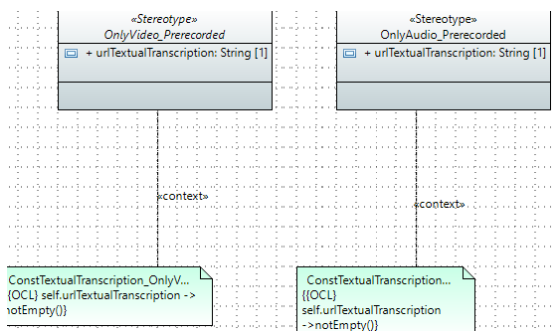 «Stereotype»
OnlyVideo_Prerecorded
+ urlTextualTranscription: String [1]
«Stereotype»
OnlyAudio_Prerecorded
+ urlTextualTranscription: String [1]
«context»
«context»
ConstTextualTranscription_OnlyV...
{{OCL} self.urlTextualTranscription ->
notEmpty()}
ConstTextualTranscription...
{{OCL}
self.urlTextualTranscription
->notEmpty()}